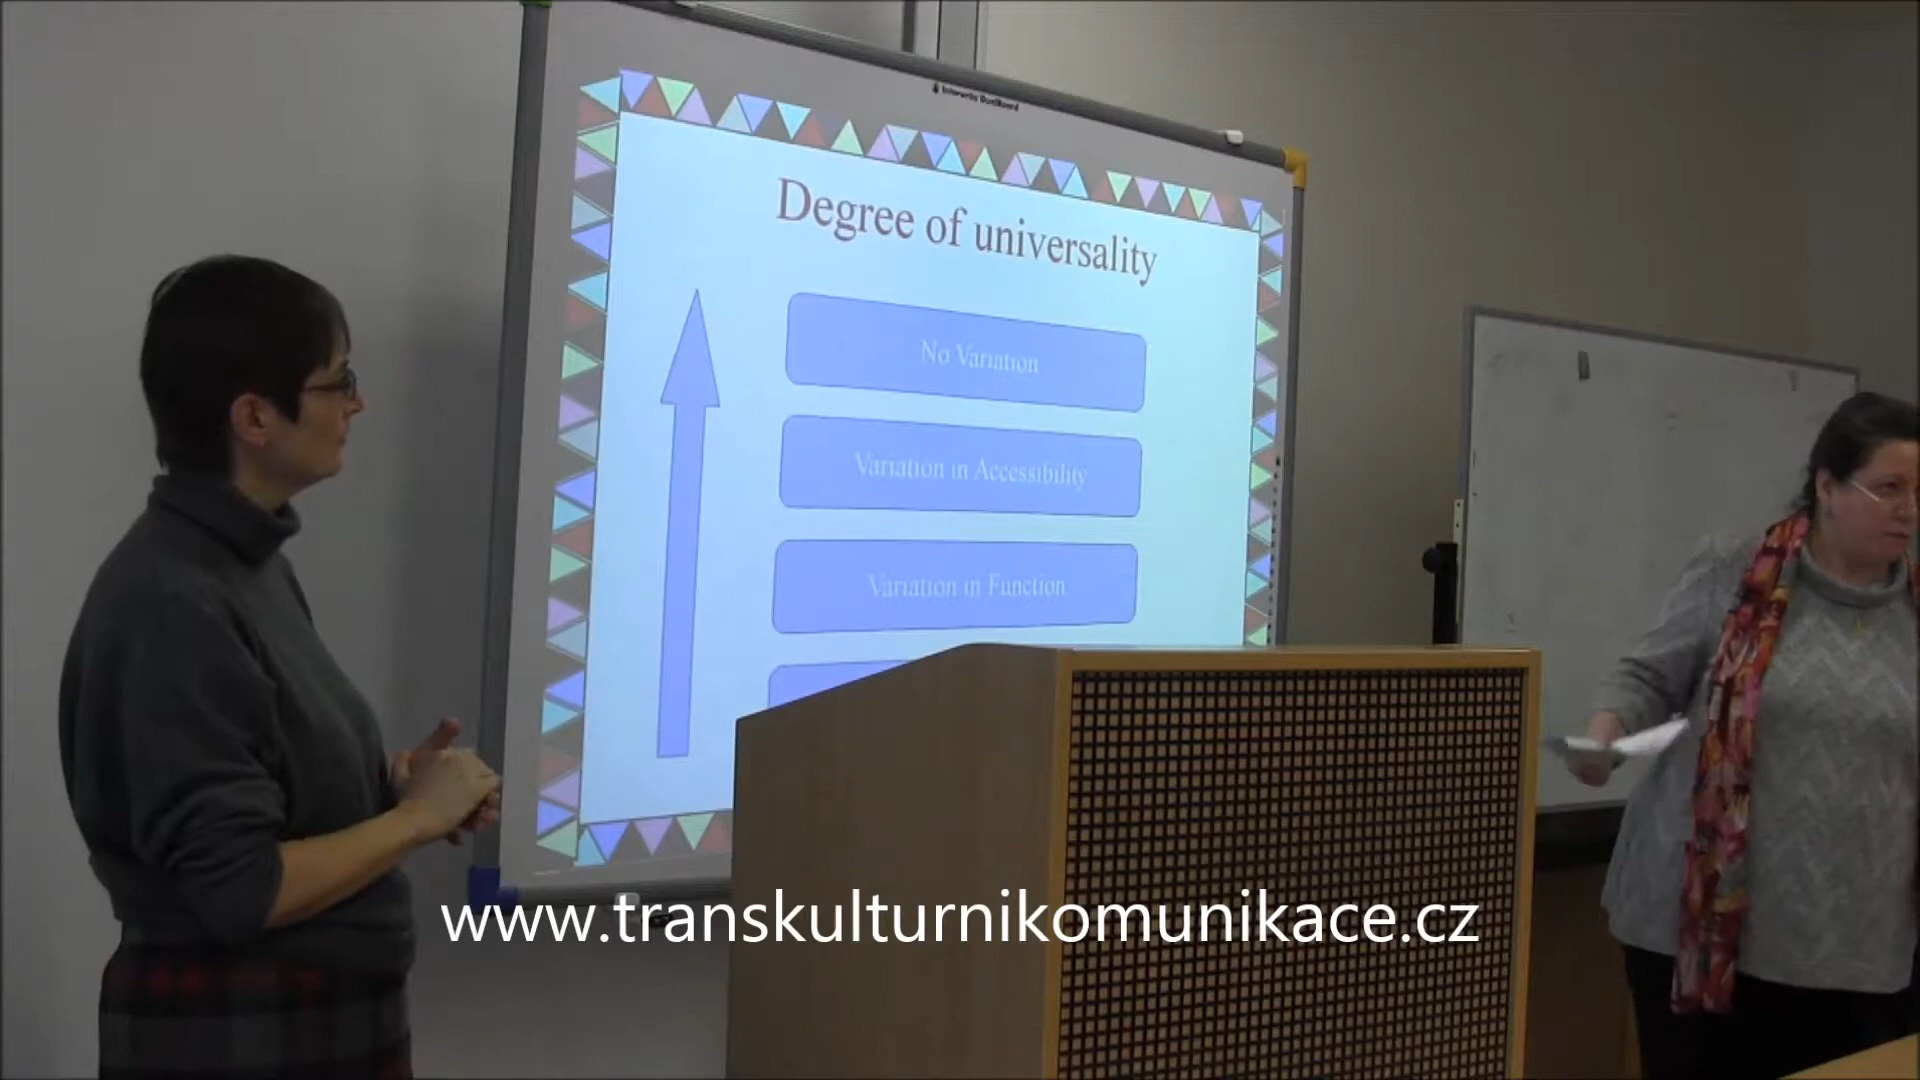 Degree of universality
No Variation
Variation in Accessibility
Variation in Function
www.transkulturnikomunikace.cz